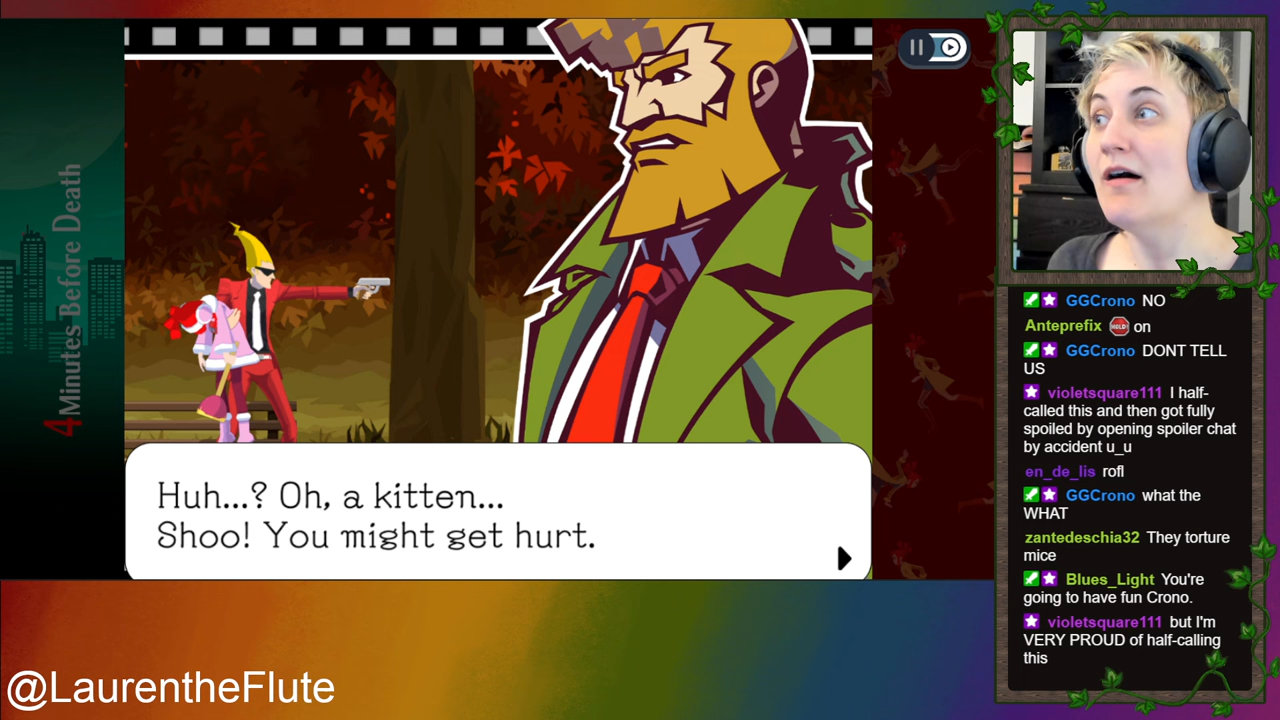 4 Minutes Before Death
Huh...? Oh, a kitten...
Shoo! You might get hurt.
@LaurentheFlute
GGCrono NO
Anteprefix HOLD! on
GGCrono DONT TELL
US
violetsquare111 I half-
called this and then got fully
spoiled by opening spoiler chat
by accident u_u
en_de_lis rofl
GGCrono what the
WHAT
zantedeschia32 They torture
mice
Blues_Light You're
going to have fun Crono.
violetsquare111 but I'm
VERY PROUD of half-calling
this